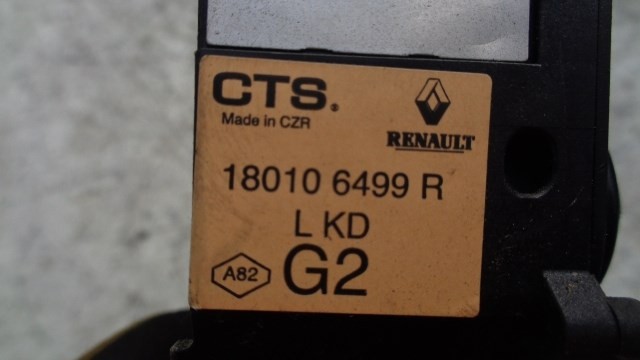 CTS®
Made in CZR
RENAULT
18010 6499 R
L KD
A82 G2